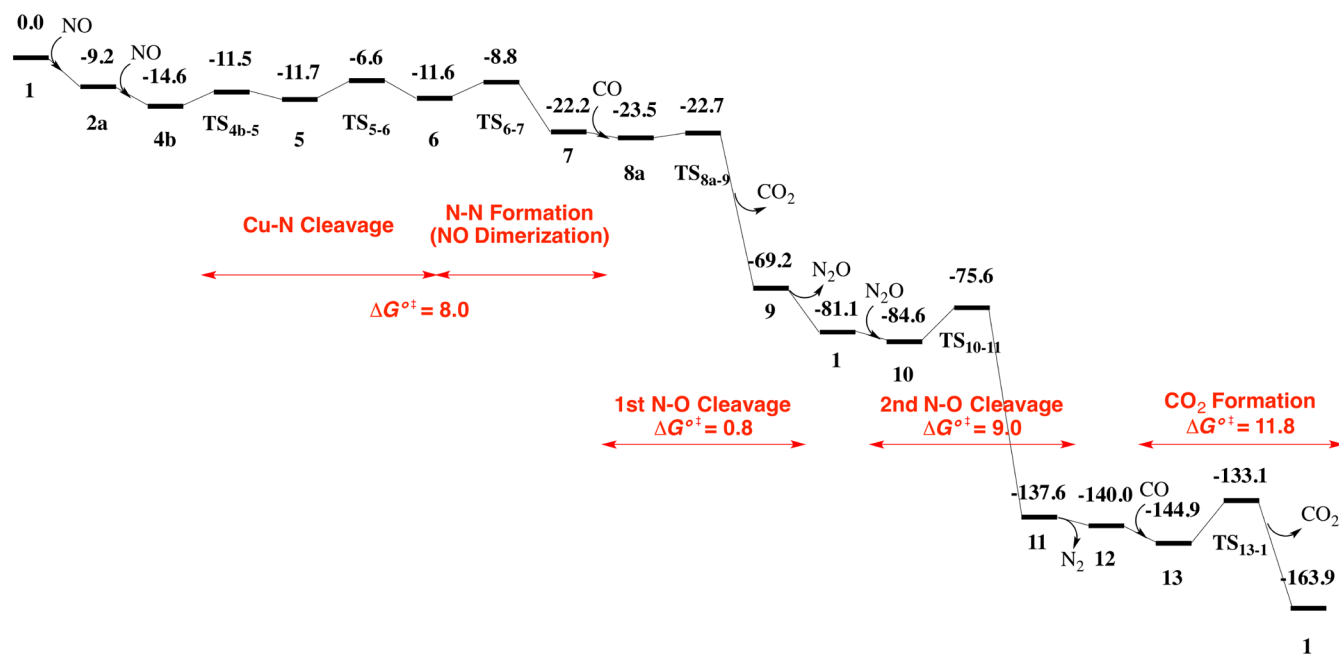 0.0
NO
1
-9.2
NO
2a
-14.6
4b
-11.5
TS4b-5
-11.7
5
-6.6
TS5-6
-11.6
6
-8.8
TS6-7
-22.2
7
CO
-23.5
8a
-22.7
TS8a-9
CO2
Cu-N Cleavage
N-N Formation
(NO Dimerization)
ΔG°‡ = 8.0
-69.2
9
N2O
-81.1
1
N2O
-84.6
10
-75.6
TS10-11
1st N-O Cleavage
ΔG°‡ = 0.8
2nd N-O Cleavage
ΔG°‡ = 9.0
CO2 Formation
ΔG°‡ = 11.8
-137.6
11
N2
-140.0
12
CO
-144.9
13
-133.1
TS13-1
CO2
-163.9
1